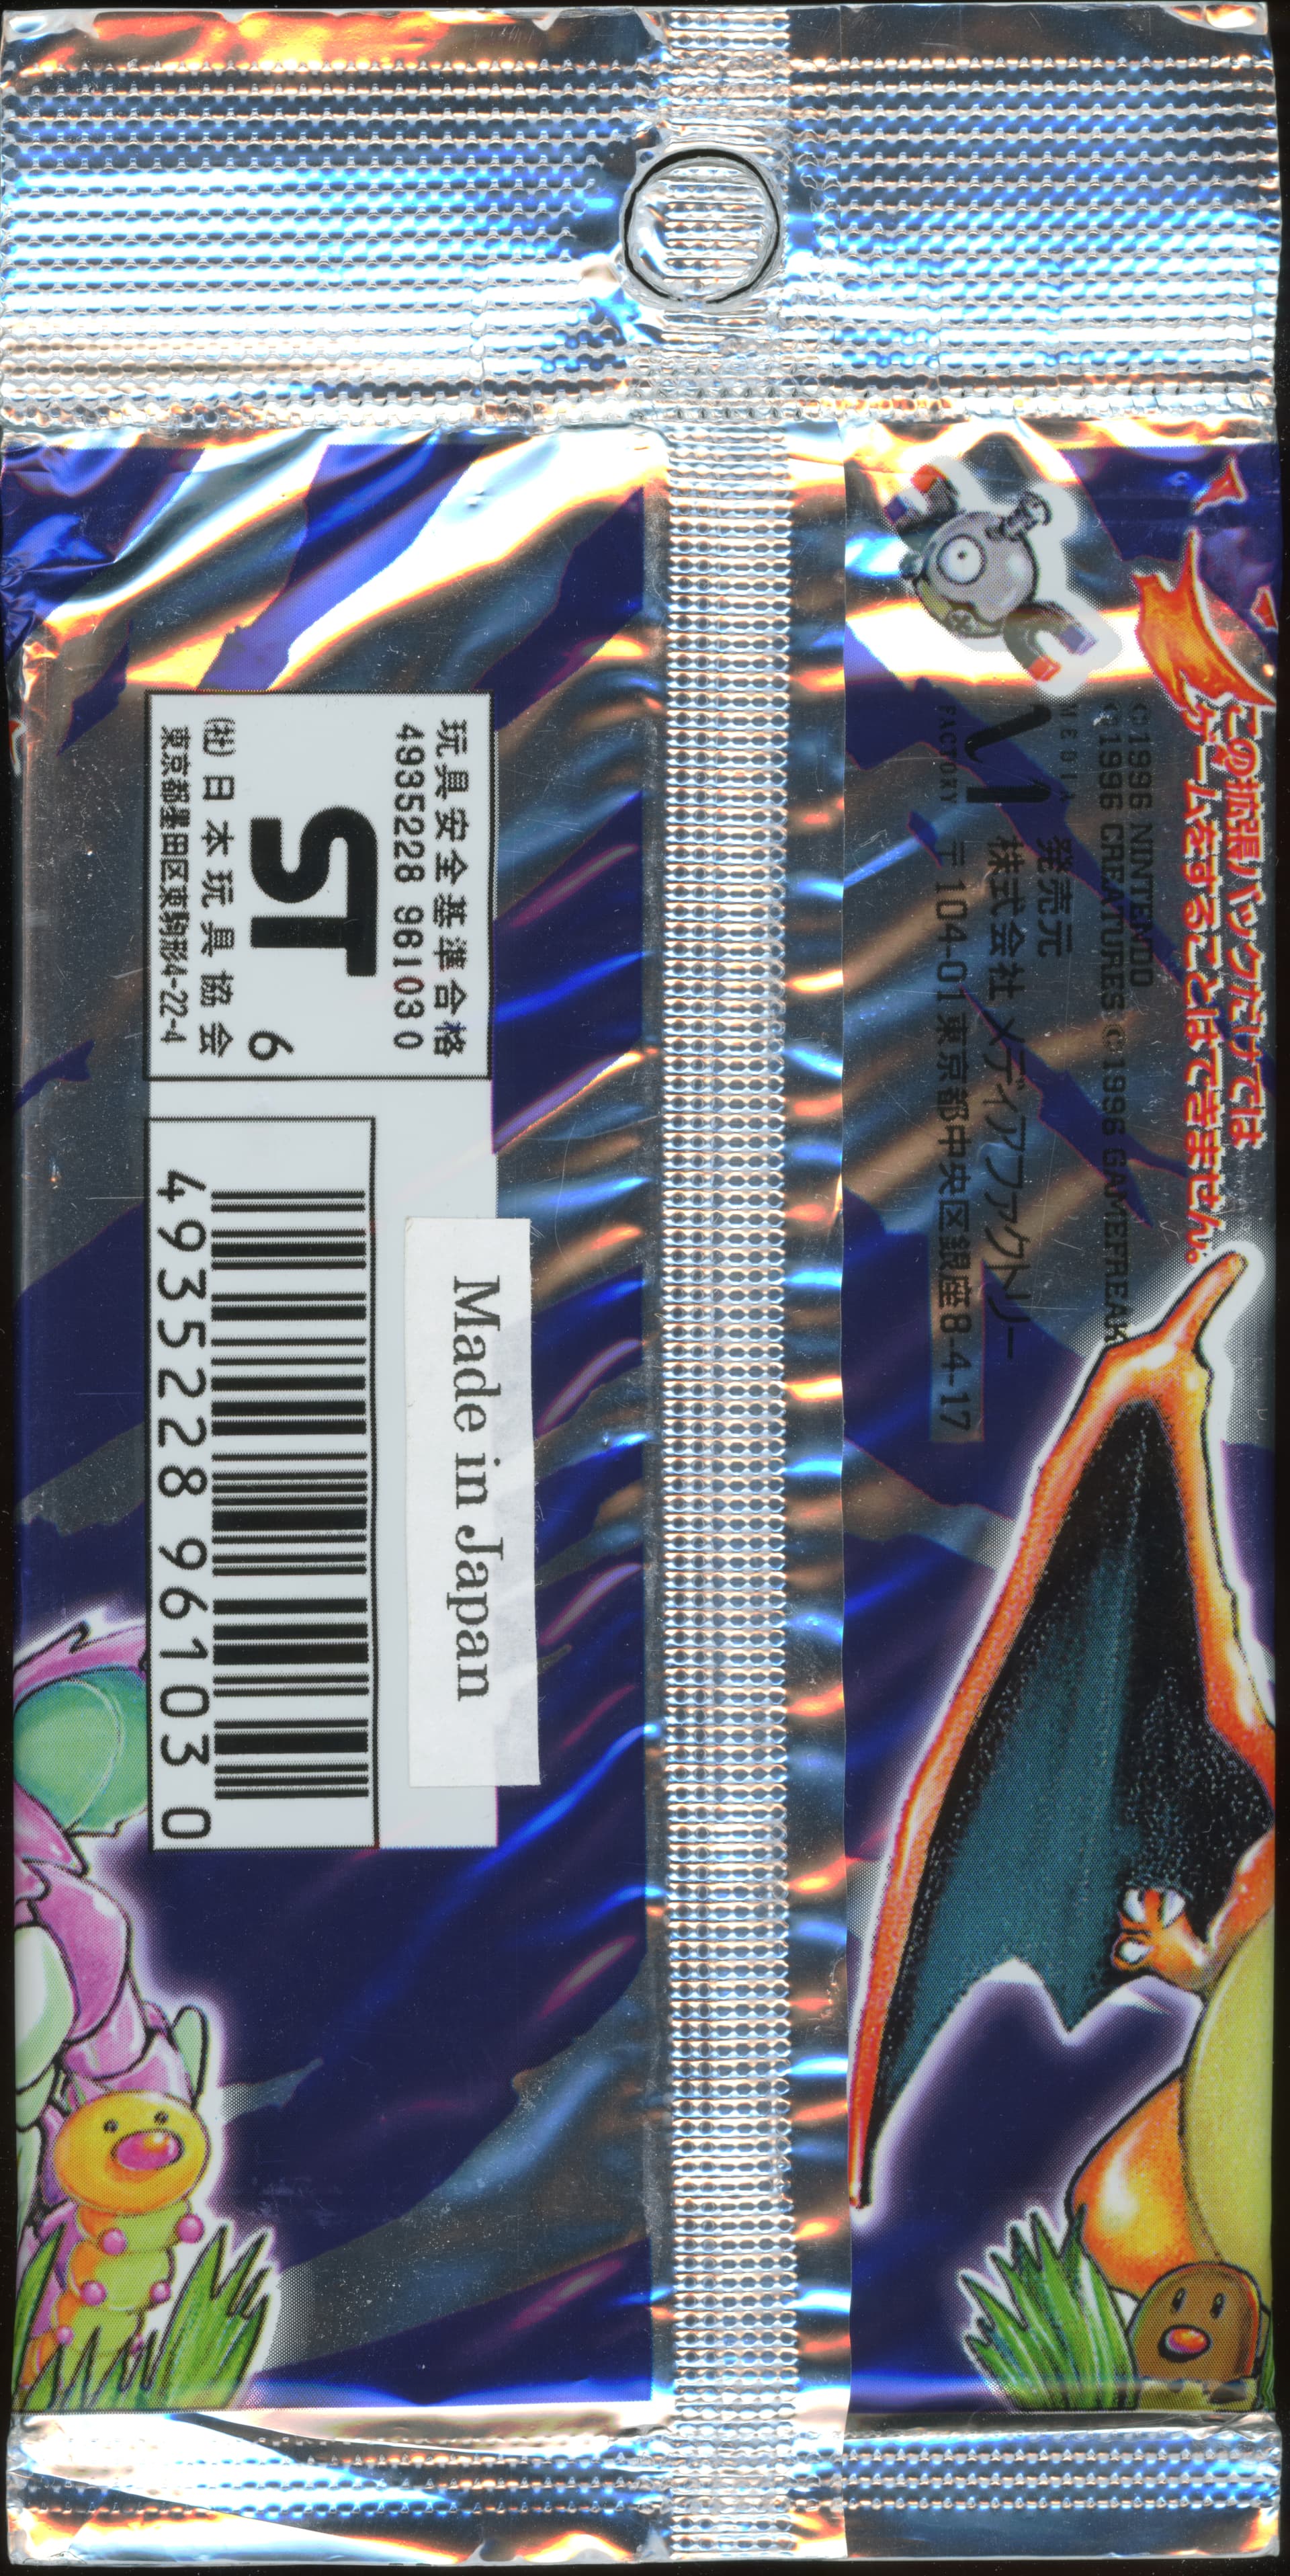 玩具安全基準合格
4935228 961030
ST 6
(社)日本玩具協会
東京都墨田区東駒形4-22-4
Made in Japan
4 935228 961030
この拡張パックだけでは
ゲームをすることはできません。
©1996 NINTENDO
©1996 CREATURES ©1996 GAMEFREAK
MEDIA
FACTORY
発売元
株式会社 メディアファクトリー
〒104-01 東京都中央区銀座8-4-17